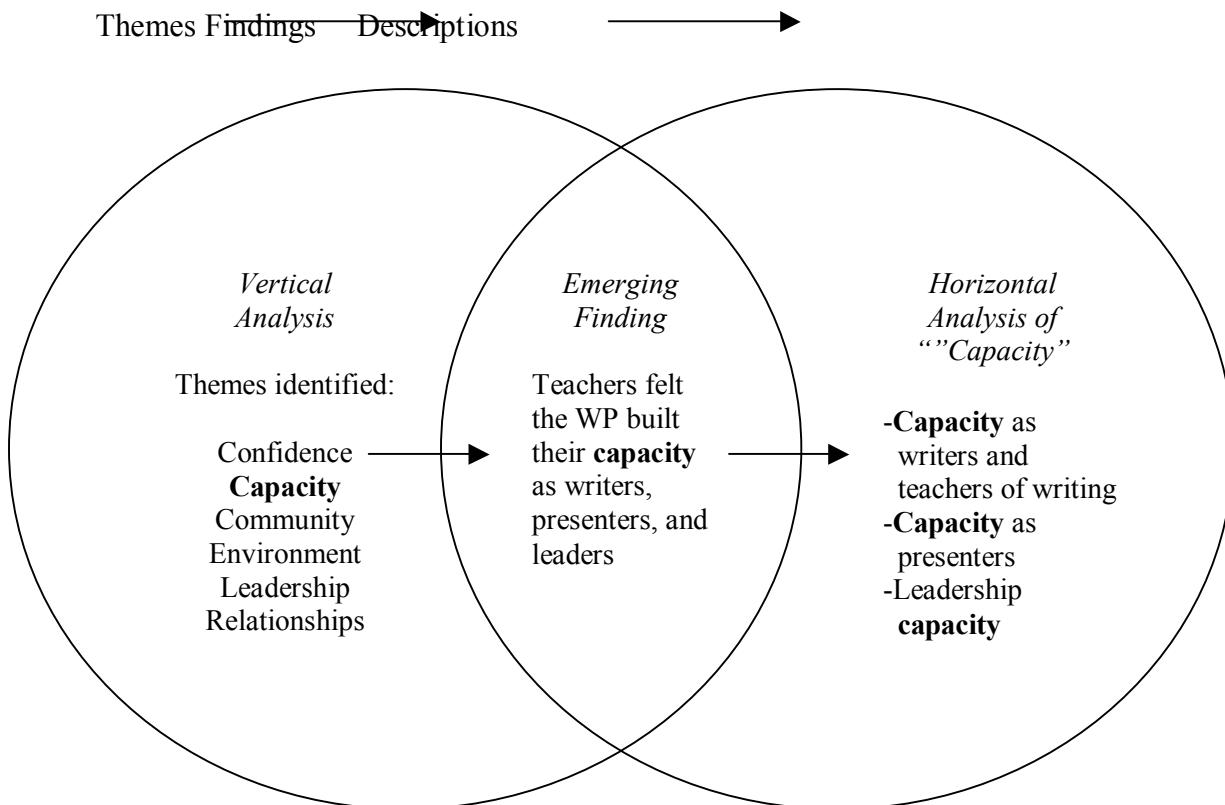 Themes Findings Descriptions
Vertical
Analysis
Themes identified:
Confidence
Capacity
Community
Environment
Leadership
Relationships
Emerging
Finding
Teachers felt
the WP built
their capacity
as writers,
presenters, and
leaders
Horizontal
Analysis of
“”Capacity”
-Capacity as
writers and
teachers of writing
-Capacity as
presenters
-Leadership
capacity